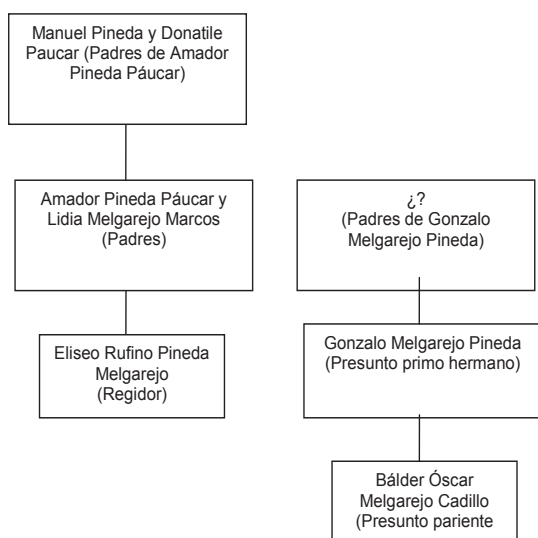 Manuel Pineda y Donatile
Paucar (Padres de Amador
Pineda Páucar)
Amador Pineda Páucar y
Lidia Melgarejo Marcos
(Padres)
¿?
(Padres de Gonzalo
Melgarejo Pineda)
Eliseo Rufino Pineda
Melgarejo
(Regidor)
Gonzalo Melgarejo Pineda
(Presunto primo hermano)
Bálder Óscar
Melgarejo Cadillo
(Presunto pariente